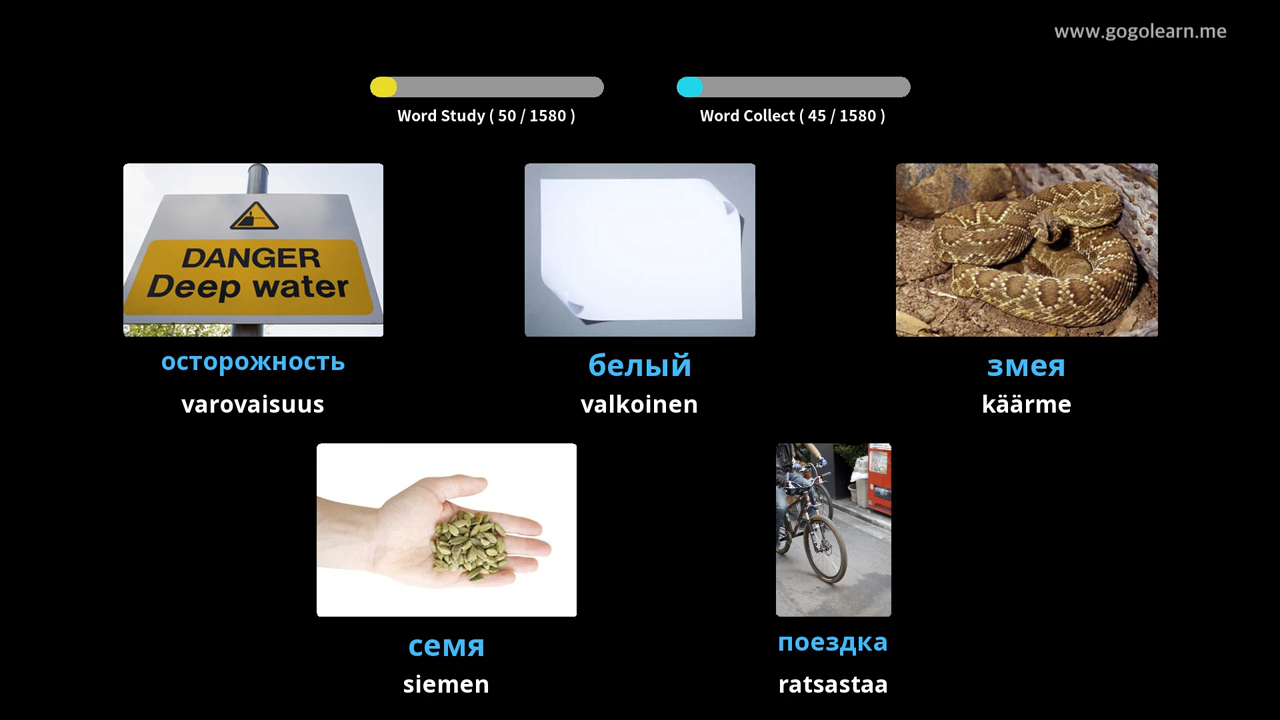 www.gogolearn.me
Word Study ( 50 / 1580 )
Word Collect ( 45 / 1580 )
DANGER
Deep water
осторожность
varovaisuus
белый
valkoinen
змея
käärme
семя
siemen
поездка
ratsastaa